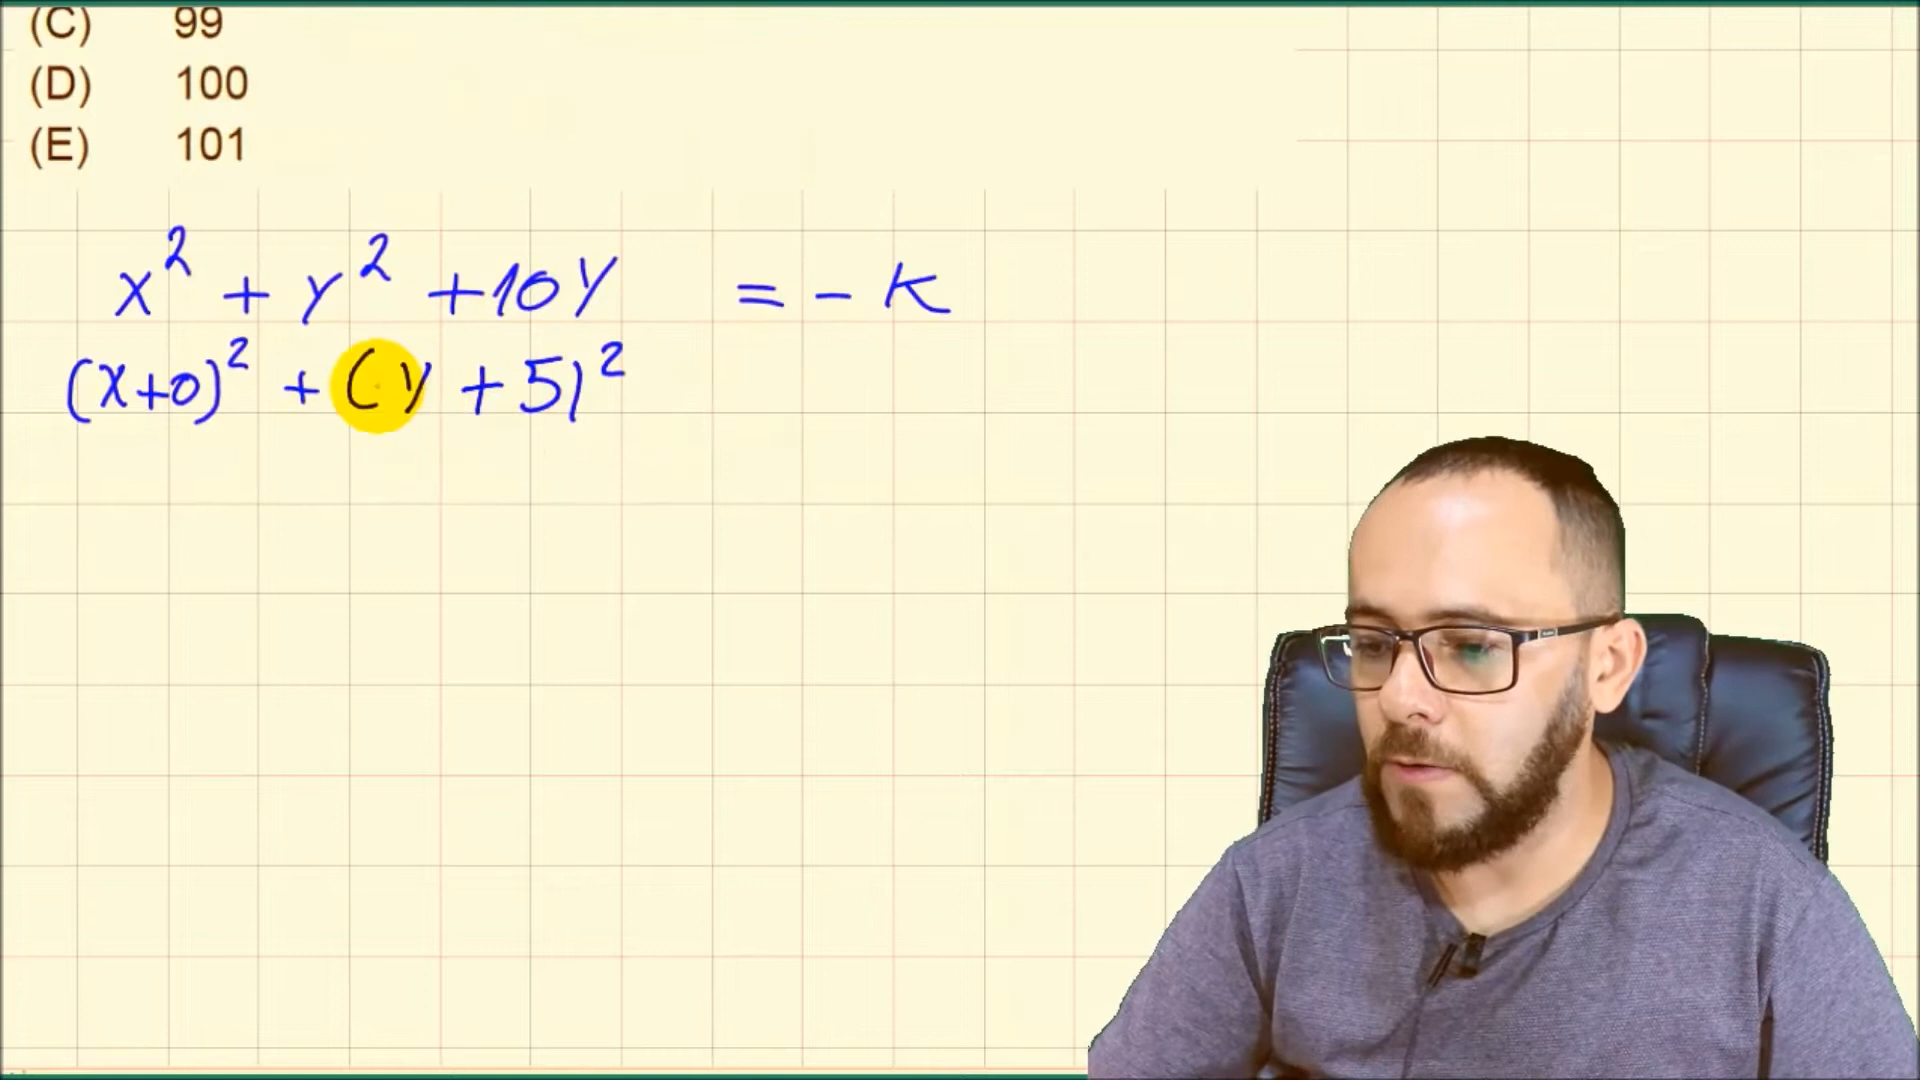 (C) 99
(D) 100
(E) 101
x² + y² + 10y = - K
(x+0)² + (y + 5)²